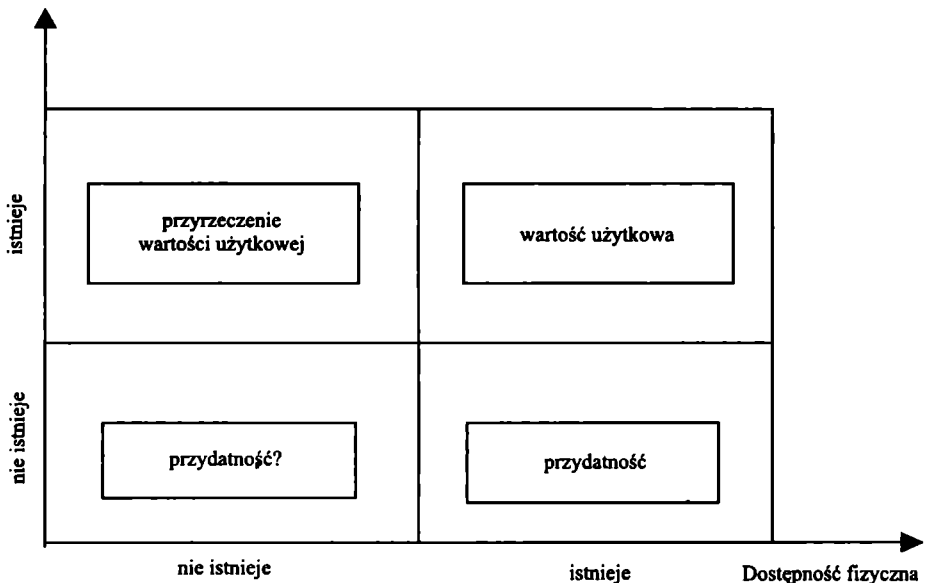 istnieje
przyrzeczenie
wartości użytkowej
wartość użytkowa
nie istnieje
przydatność?
przydatność
nie istnieje
istnieje
Dostępność fizyczna